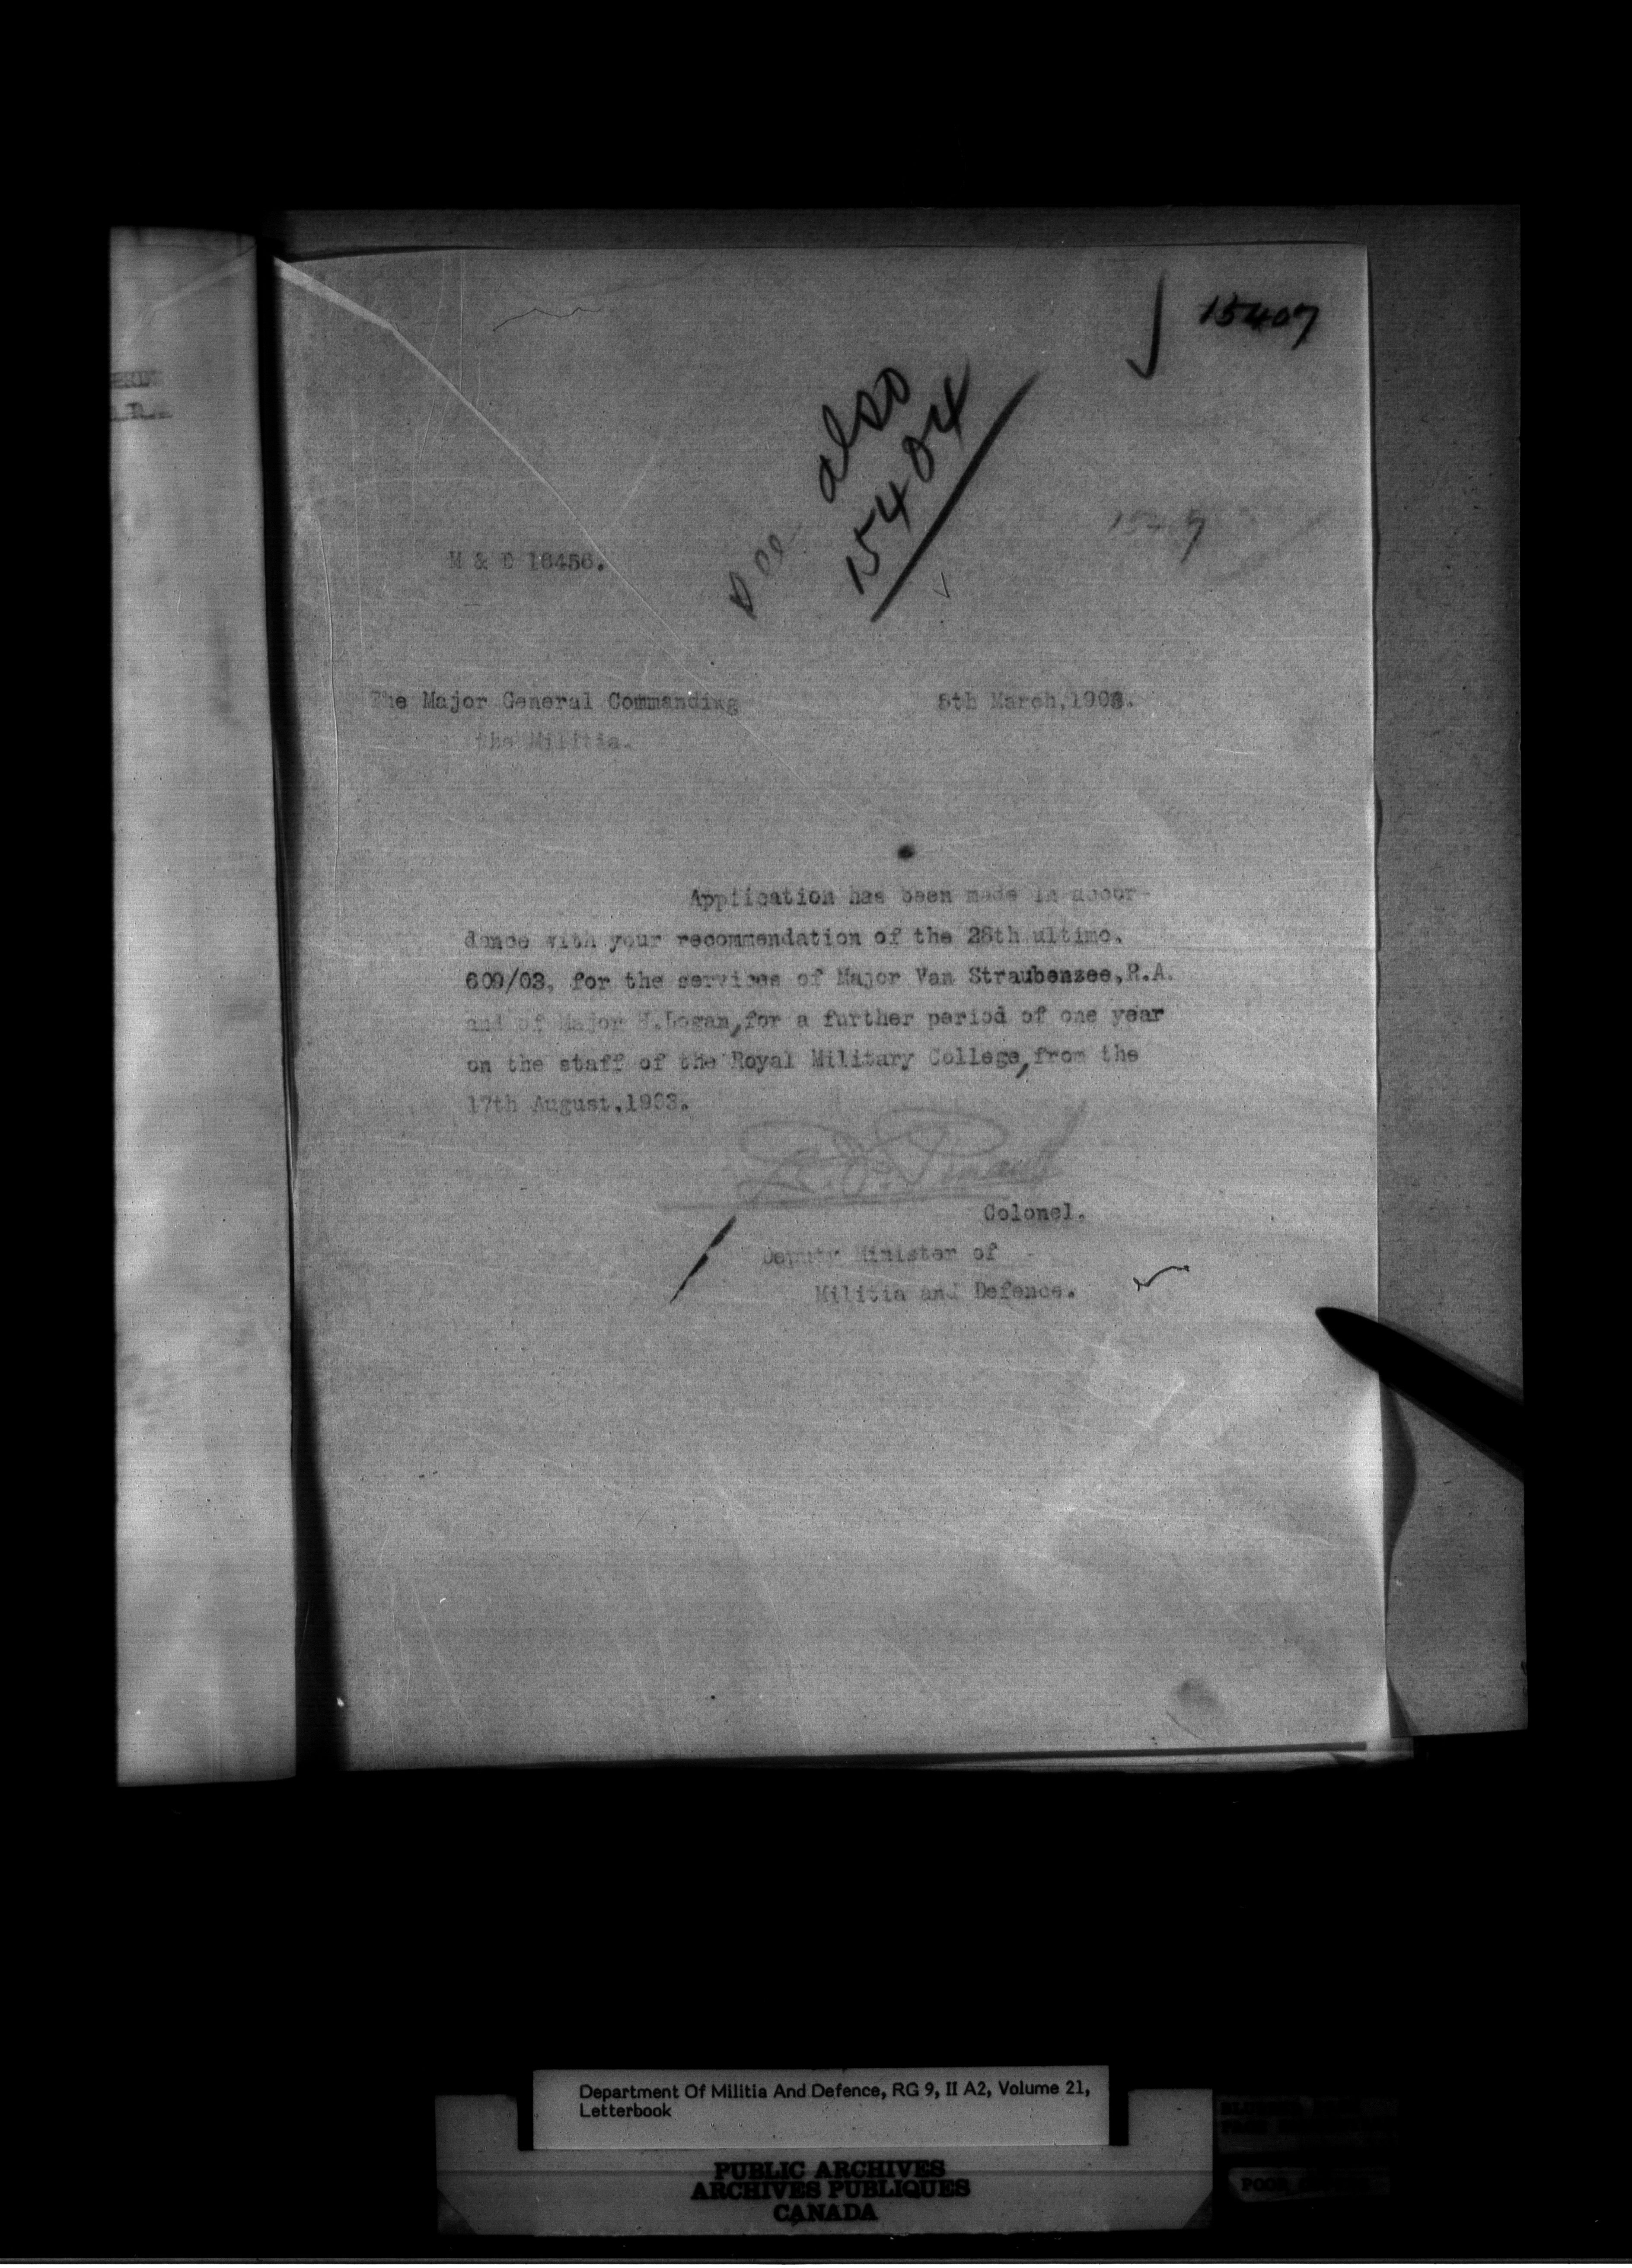 15407
see also
15404
M & D 16456.
The Major General Commanding
5th March, 1903.
the Militia.
Application has been made in accor-
dance with your recommendation of the 28th ultimo.
609/03, for the services of Major Van Straubenzee, R.A.
and of Major H. Logan, for a further period of one year
on the staff of the Royal Military College, from the
17th August, 1903.
L. F. Pinault
Colonel.
Deputy Minister of
Militia and Defence.
Department Of Militia And Defence, RG 9, II A2, Volume 21,
Letterbook
PUBLIC ARCHIVES
ARCHIVES PUBLIQUES
CANADA